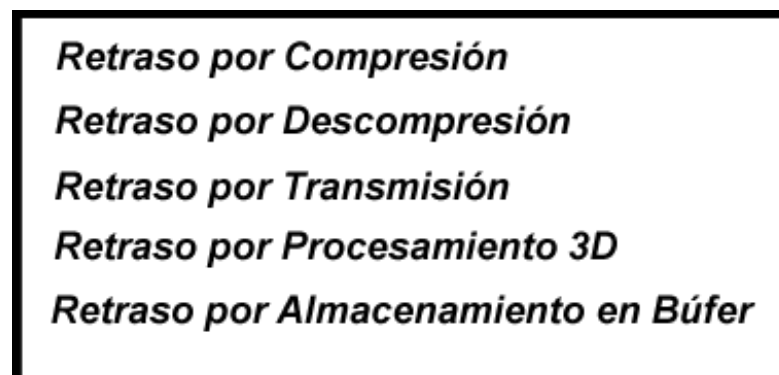 Retraso por Compresión
Retraso por Descompresión
Retraso por Transmisión
Retraso por Procesamiento 3D
Retraso por Almacenamiento en Búfer